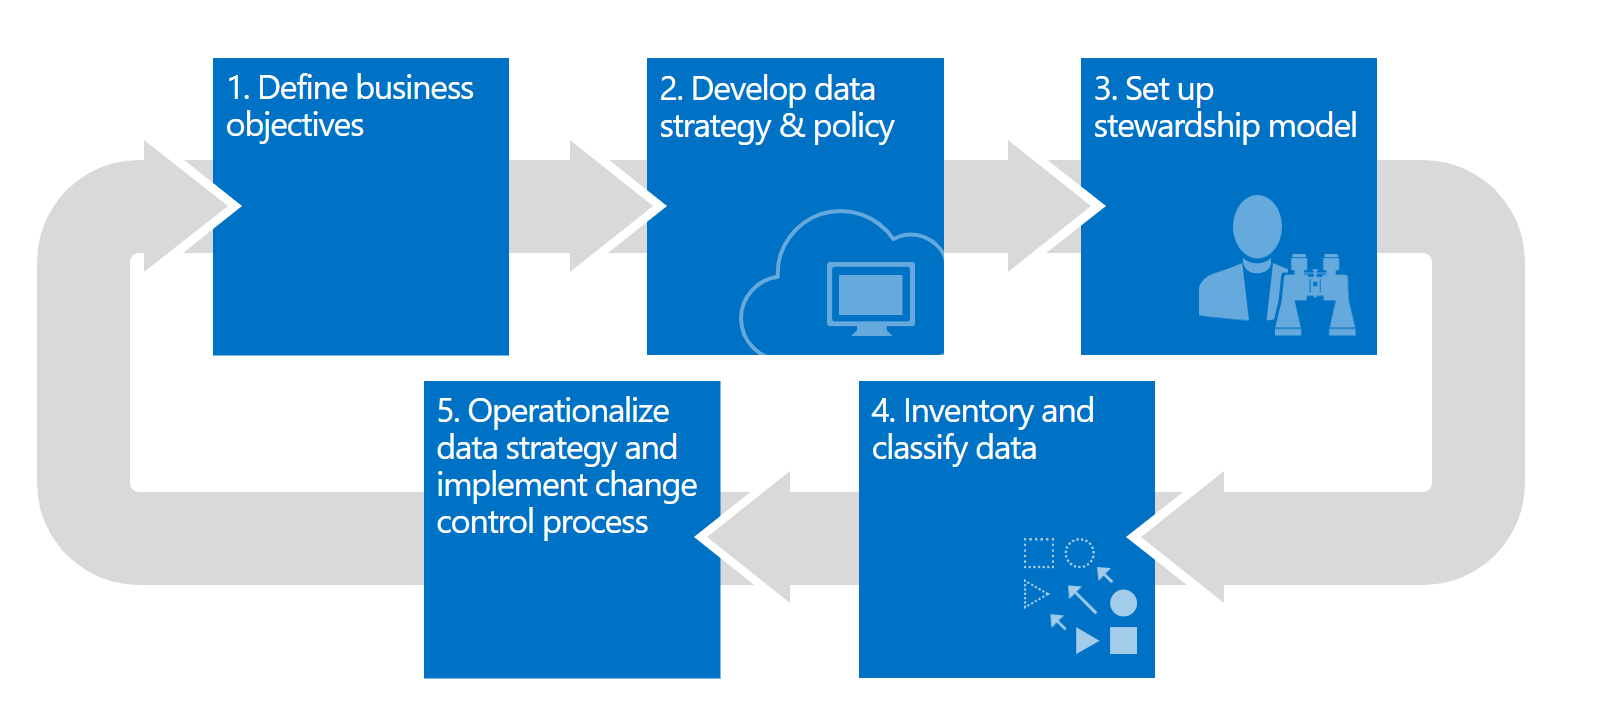 1. Define business
objectives
2. Develop data
strategy & policy
3. Set up
stewardship model
4. Inventory and
classify data
5. Operationalize
data strategy and
implement change
control process